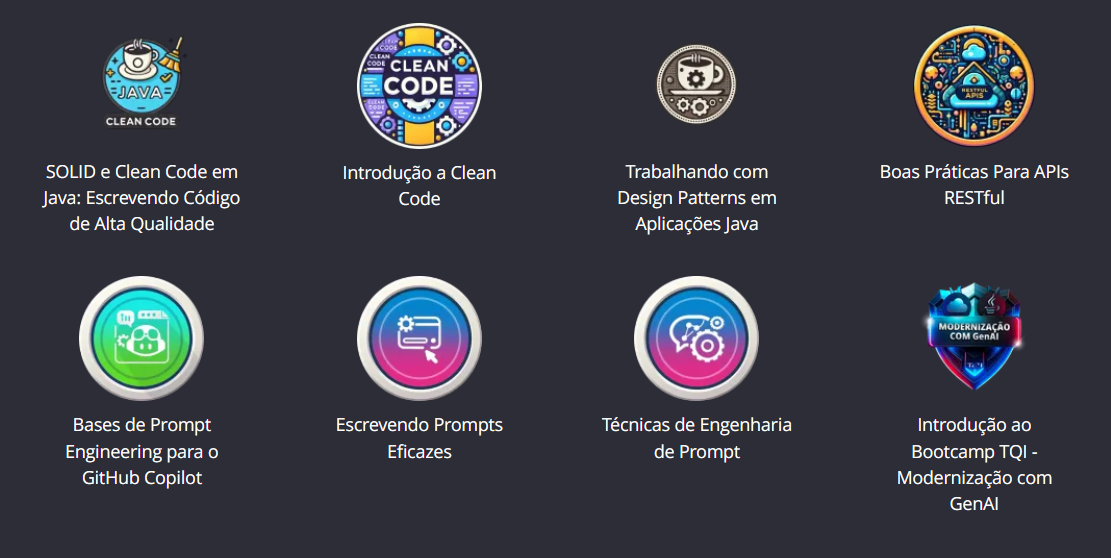 JAVA
CLEAN CODE
CLEAN
CODE
RESTFUL
APIS
SOLID e Clean Code em
Java: Escrevendo Código
de Alta Qualidade
Introdução a Clean
Code
Trabalhando com
Design Patterns em
Aplicações Java
Boas Práticas Para APIs
RESTful
MODERNIZAÇÃO
COM GenAI
Bases de Prompt
Engineering para o
GitHub Copilot
Escrevendo Prompts
Eficazes
Técnicas de Engenharia
de Prompt
Introdução ao
Bootcamp TQI -
Modernização com
GenAI